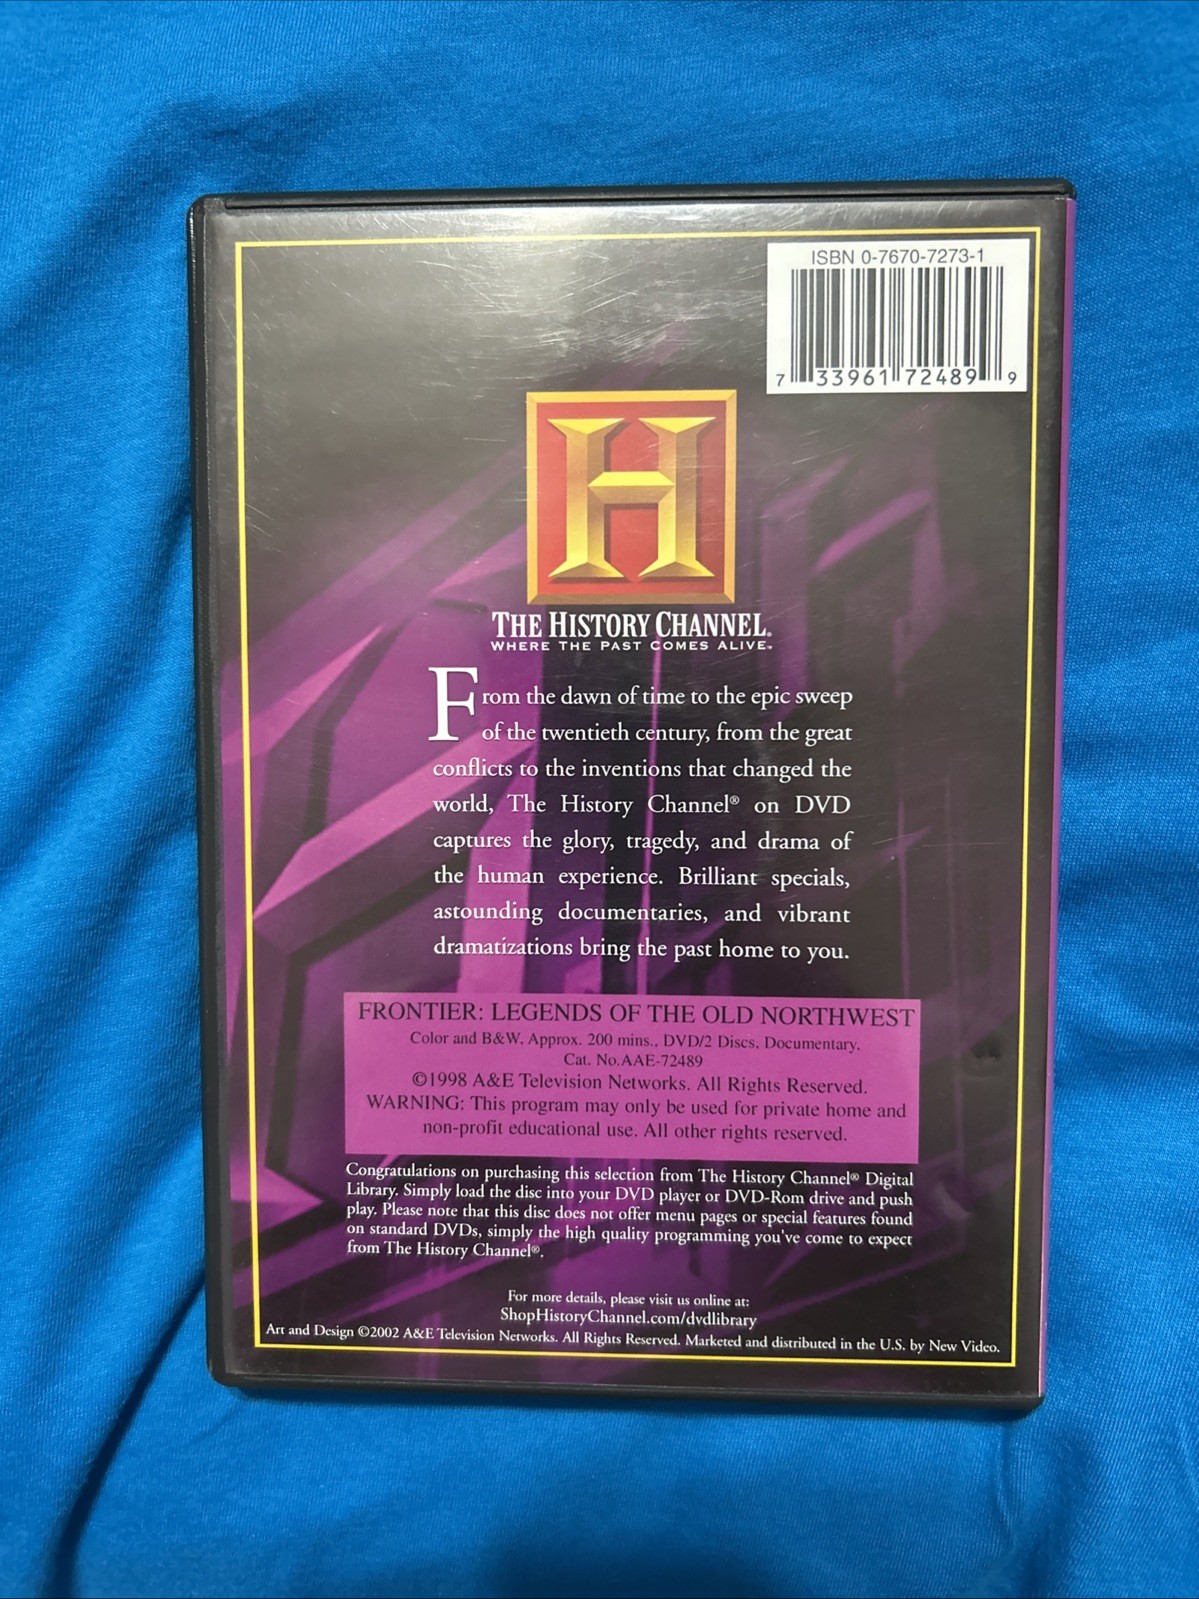 ISBN 0-7670-7273-1
7 33961 72489 9
H
THE HISTORY CHANNEL®
WHERE THE PAST COMES ALIVE.™
From the dawn of time to the epic sweep
of the twentieth century, from the great
conflicts to the inventions that changed the
world, The History Channel® on DVD
captures the glory, tragedy, and drama of
the human experience. Brilliant specials,
astounding documentaries, and vibrant
dramatizations bring the past home to you.
FRONTIER: LEGENDS OF THE OLD NORTHWEST
Color and B&W, Approx. 200 mins., DVD/2 Discs, Documentary,
Cat. No.AAE-72489
©1998 A&E Television Networks. All Rights Reserved.
WARNING: This program may only be used for private home and
non-profit educational use. All other rights reserved.
Congratulations on purchasing this selection from The History Channel® Digital
Library. Simply load the disc into your DVD player or DVD-Rom drive and push
play. Please note that this disc does not offer menu pages or special features found
on standard DVDs, simply the high quality programming you've come to expect
from The History Channel®.
For more details, please visit us online at:
ShopHistoryChannel.com/dvdlibrary
Art and Design ©2002 A&E Television Networks. All Rights Reserved. Marketed and distributed in the U.S. by New Video.